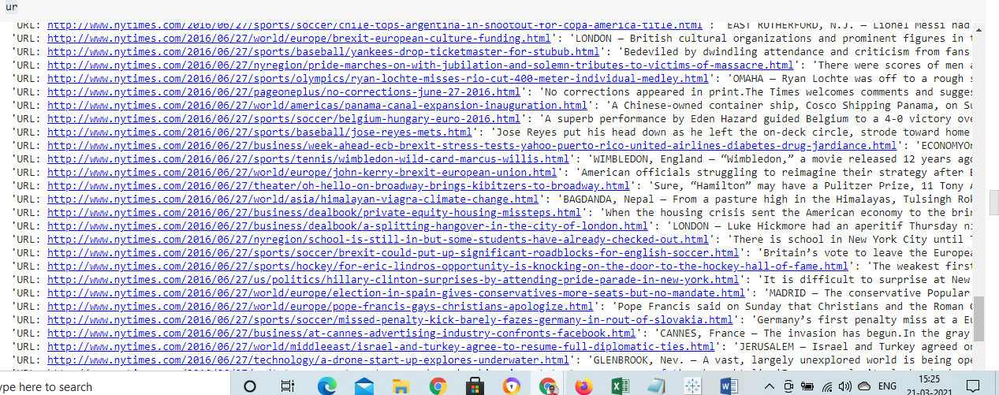 ur
'URL: http://www.nytimes.com/2016/06/27/sports/soccer/chile-tops-argentina-in-shootout-for-copa-america-title.html': 'EAST RUTHERFORD, N.J. — Lionel Messi had
'URL: http://www.nytimes.com/2016/06/27/world/europe/brexit-european-culture-funding.html': 'LONDON — British cultural organizations and prominent figures in t
'URL: http://www.nytimes.com/2016/06/27/sports/baseball/yankees-drop-ticketmaster-for-stubub.html': 'Bedeviled by dwindling attendance and criticism from fans
'URL: http://www.nytimes.com/2016/06/27/nyregion/pride-marches-on-with-jubilation-and-solemn-tributes-to-victims-of-massacre.html': 'There were scores of men a
'URL: http://www.nytimes.com/2016/06/27/sports/olympics/ryan-lochte-misses-rio-cut-400-meter-individual-medley.html': 'OMAHA — Ryan Lochte was off to a rough s
'URL: http://www.nytimes.com/2016/06/27/pageoneplus/no-corrections-june-27-2016.html': 'No corrections appeared in print.The Times welcomes comments and sugges
'URL: http://www.nytimes.com/2016/06/27/world/americas/panama-canal-expansion-inauguration.html': 'A Chinese-owned container ship, Cosco Shipping Panama, on Su
'URL: http://www.nytimes.com/2016/06/27/sports/soccer/belgium-hungary-euro-2016.html': 'A superb performance by Eden Hazard guided Belgium to a 4-0 victory ove
'URL: http://www.nytimes.com/2016/06/27/sports/baseball/jose-reyes-mets.html': 'Jose Reyes put his head down as he left the on-deck circle, strode toward home
'URL: http://www.nytimes.com/2016/06/27/business/week-ahead-ecb-brexit-stress-tests-yahoo-puerto-rico-united-airlines-diabetes-drug-jardiance.html': 'ECONOMYOn
'URL: http://www.nytimes.com/2016/06/27/sports/tennis/wimbledon-wild-card-marcus-willis.html': 'WIMBLEDON, England — “Wimbledon,” a movie released 12 years ago
'URL: http://www.nytimes.com/2016/06/27/world/europe/john-kerry-brexit-european-union.html': 'American officials struggling to reimagine their strategy after B
'URL: http://www.nytimes.com/2016/06/27/theater/oh-hello-on-broadway-brings-kibitzers-to-broadway.html': 'Sure, “Hamilton” may have a Pulitzer Prize, 11 Tony A
'URL: http://www.nytimes.com/2016/06/27/world/asia/himalayan-viagra-climate-change.html': 'BAGDANDA, Nepal — From a pasture high in the Himalayas, Tulsingh Rok
'URL: http://www.nytimes.com/2016/06/27/business/dealbook/private-equity-housing-missteps.html': 'When the housing crisis sent the American economy to the brin
'URL: http://www.nytimes.com/2016/06/27/business/dealbook/a-splitting-hangover-in-the-city-of-london.html': 'LONDON — Luke Hickmore had an aperitif Thursday ni
'URL: http://www.nytimes.com/2016/06/27/nyregion/school-is-still-in-but-some-students-have-already-checked-out.html': 'There is school in New York City until T
'URL: http://www.nytimes.com/2016/06/27/sports/soccer/brexit-could-put-up-significant-roadblocks-for-english-soccer.html': 'Britain’s vote to leave the Europea
'URL: http://www.nytimes.com/2016/06/27/sports/hockey/for-eric-lindros-opportunity-is-knocking-on-the-door-to-the-hockey-hall-of-fame.html': 'The weakest first
'URL: http://www.nytimes.com/2016/06/27/us/politics/hillary-clinton-surprises-by-attending-pride-parade-in-new-york.html': 'It is difficult to surprise at New
'URL: http://www.nytimes.com/2016/06/27/world/europe/election-in-spain-gives-conservatives-more-seats-but-no-mandate.html': 'MADRID — The conservative Popular
'URL: http://www.nytimes.com/2016/06/27/world/europe/pope-francis-gays-christians-apologize.html': 'Pope Francis said on Sunday that Christians and the Roman C
'URL: http://www.nytimes.com/2016/06/27/sports/soccer/missed-penalty-kick-barely-fazes-germany-in-rout-of-slovakia.html': 'Germany’s first penalty miss at a Eu
'URL: http://www.nytimes.com/2016/06/27/business/at-cannes-advertising-industry-confronts-facebook.html': 'CANNES, France — The invasion has begun.In the gray
'URL: http://www.nytimes.com/2016/06/27/world/middleeast/israel-and-turkey-agree-to-resume-full-diplomatic-ties.html': 'JERUSALEM — Israel and Turkey agreed on
'URL: http://www.nytimes.com/2016/06/27/technology/a-drone-start-up-explores-underwater.html': 'GLENBROOK, Nev. — A vast, largely unexplored world is being ope
ype here to search
ENG
15:25
21-03-2021